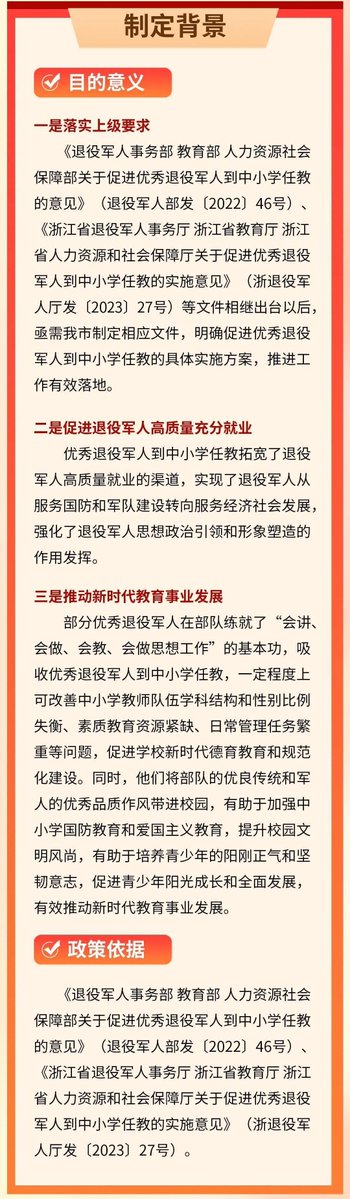 制定背景
目的意义
一是落实上级要求
《退役军人事务部 教育部 人力资源社会
保障部关于促进优秀退役军人到中小学任教
的意见》（退役军人部发〔2022〕46号）、
《浙江省退役军人事务厅 浙江省教育厅 浙江
省人力资源和社会保障厅关于促进优秀退役
军人到中小学任教的实施意见》（浙退役军
人厅发〔2023〕27号）等文件相继出台以后，
亟需我市制定相应文件，明确促进优秀退役
军人到中小学任教的具体实施方案，推进工
作有效落地。
二是促进退役军人高质量充分就业
优秀退役军人到中小学任教拓宽了退役
军人高质量就业的渠道，实现了退役军人从
服务国防和军队建设转向服务经济社会发展，
强化了退役军人思想政治引领和形象塑造的
作用发挥。
三是推动新时代教育事业发展
部分优秀退役军人在部队练就了“会讲、
会做、会教、会做思想工作”的基本功，吸
收优秀退役军人到中小学任教，一定程度上
可改善中小学教师队伍学科结构和性别比例
失衡、素质教育资源紧缺、日常管理任务繁
重等问题，促进学校新时代德育教育和规范
化建设。同时，他们将部队的优良传统和军
人的优秀品质作风带进校园，有助于加强中
小学国防教育和爱国主义教育，提升校园文
明风尚，有助于培养青少年的阳刚正气和坚
韧意志，促进青少年阳光成长和全面发展，
有效推动新时代教育事业发展。
政策依据
《退役军人事务部 教育部 人力资源社会
保障部关于促进优秀退役军人到中小学任教
的意见》（退役军人部发〔2022〕46号）、
《浙江省退役军人事务厅 浙江省教育厅 浙江
省人力资源和社会保障厅关于促进优秀退役
军人到中小学任教的实施意见》（浙退役军
人厅发〔2023〕27号）。